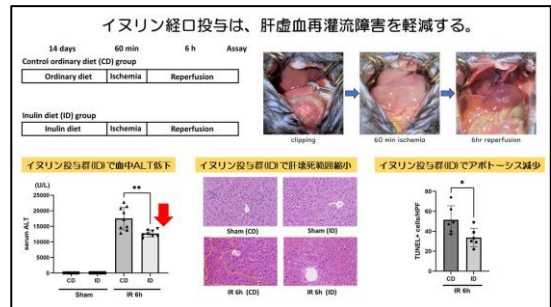 イヌリン経口投与は、肝虚血再灌流障害を軽減する。
14 days 60 min 6 h Assay
Control ordinary diet (CD) group
Ordinary diet Ischemia Reperfusion
Inulin diet (ID) group
Inulin diet Ischemia Reperfusion
clipping 60 min ischemia 6hr reperfusion
イヌリン投与群(ID)で血中ALT低下
(U/L)
serum ALT
25000
20000
15000
10000
5000
0
**
CD ID CD ID
Sham IR 6h
イヌリン投与群(ID)で肝壊死範囲縮小
Sham (CD) Sham (ID)
IR 6h (CD) IR 6h (ID)
イヌリン投与群(ID)でアポトーシス減少
TUNEL+ cells/HPF
100
80
60
40
20
0
*
CD ID
IR 6h